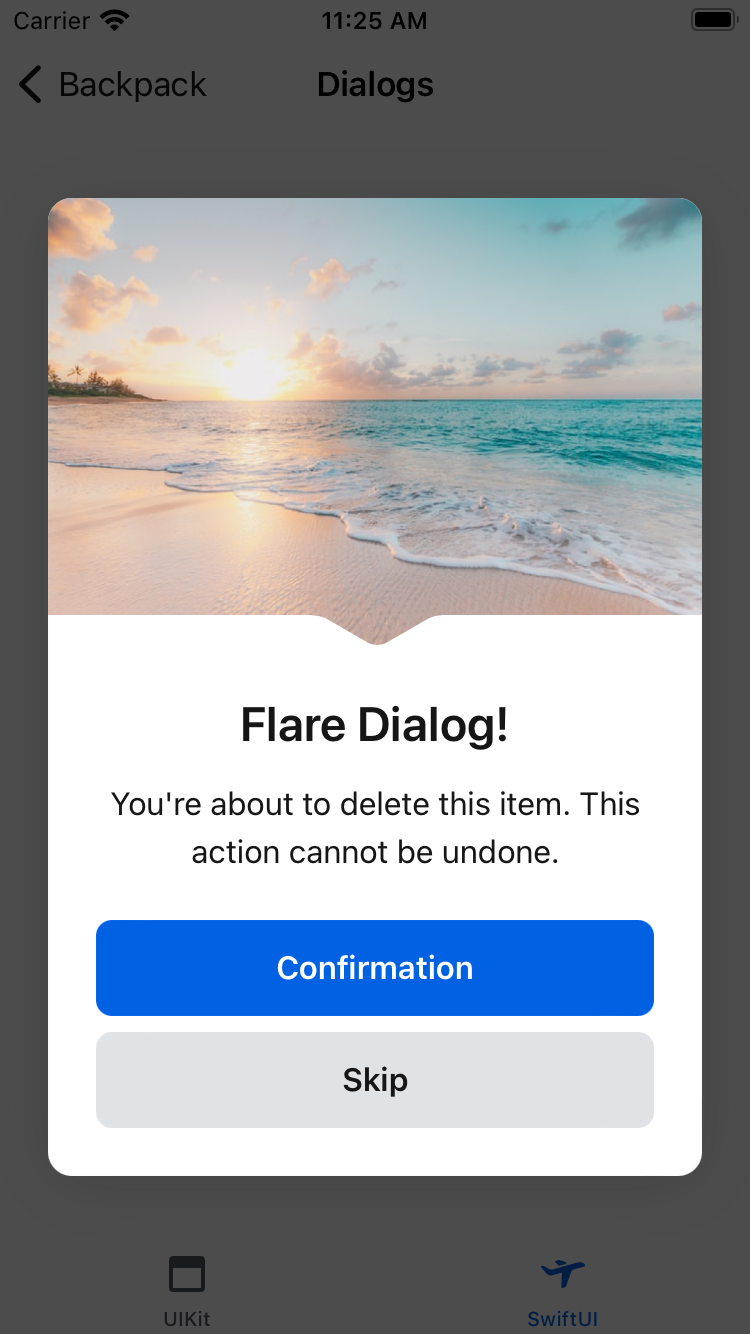 Carrier 11:25 AM
Backpack Dialogs
Flare Dialog!
You're about to delete this item. This
action cannot be undone.
Confirmation
Skip
UIKit SwiftUI